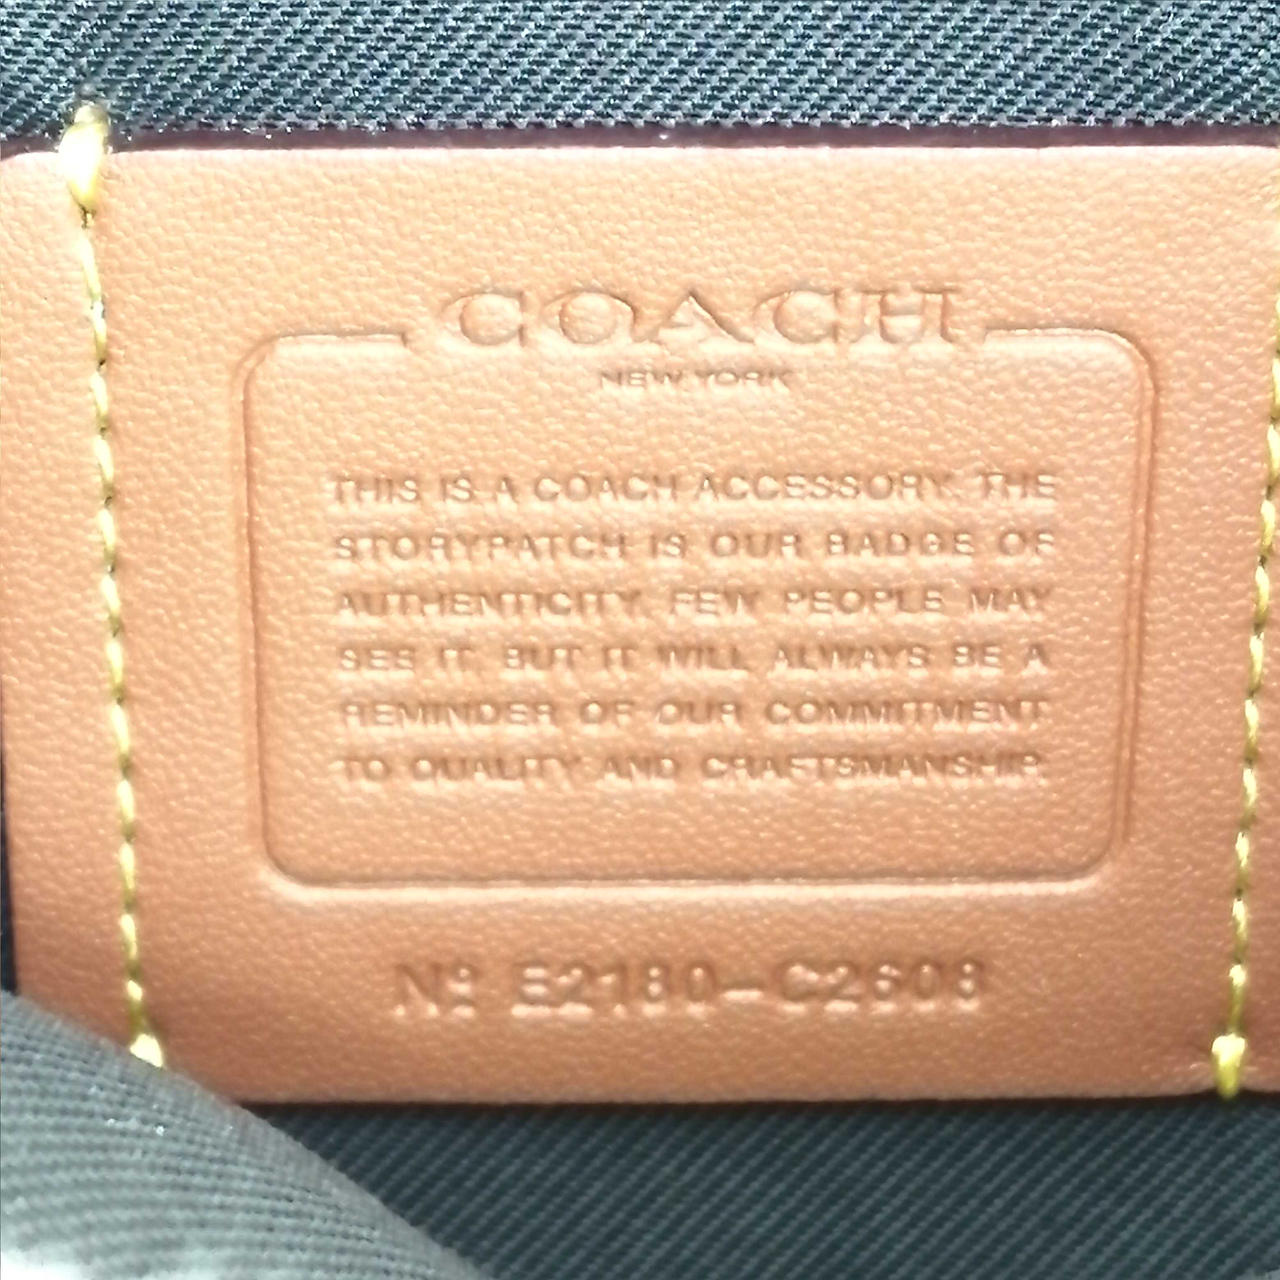 COACH
NEW YORK
THIS IS A COACH ACCESSORY. THE
STORYPATCH IS OUR BADGE OF
AUTHENTICITY. FEW PEOPLE MAY
SEE IT. BUT IT WILL ALWAYS BE A
REMINDER OF OUR COMMITMENT
TO QUALITY AND CRAFTSMANSHIP.
Nº E2180-C2608